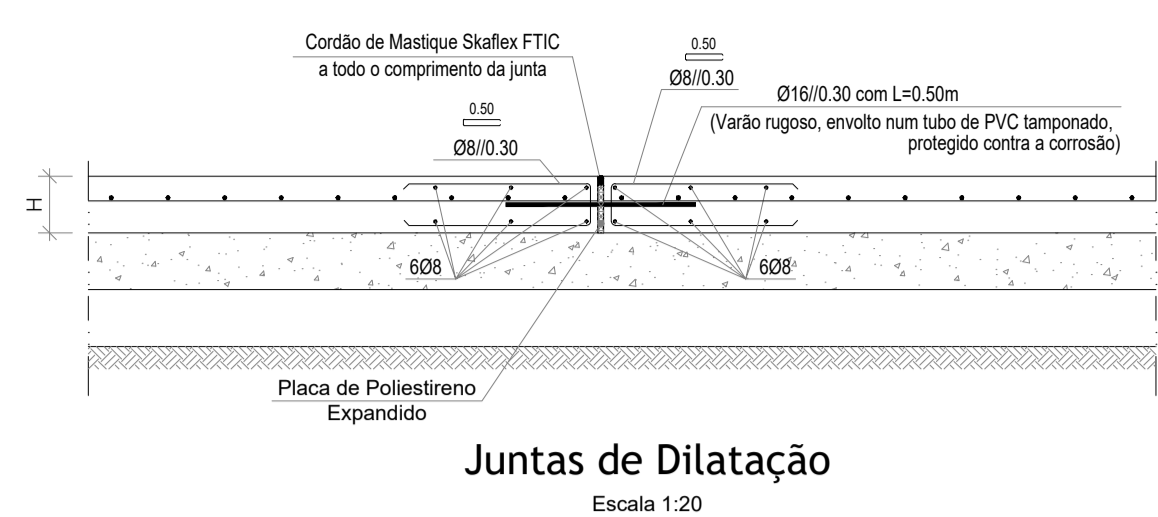 Cordão de Mastique Skaflex FTIC
a todo o comprimento da junta
0.50
Ø8//0.30
Ø16//0.30 com L=0.50m
(Varão rugoso, envolto num tubo de PVC tamponado,
protegido contra a corrosão)
0.50
Ø8//0.30
H
6Ø8
6Ø8
Placa de Poliestireno
Expandido
Juntas de Dilatação
Escala 1:20